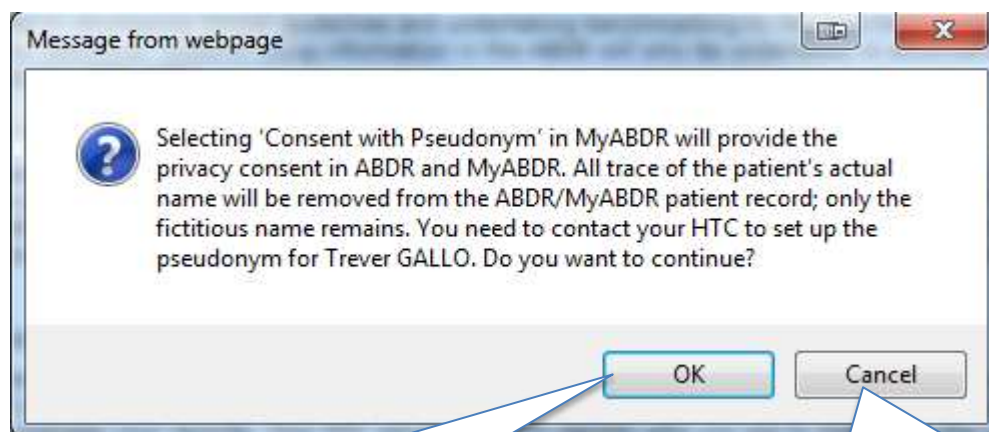 Message from webpage
Selecting 'Consent with Pseudonym' in MyABDR will provide the
privacy consent in ABDR and MyABDR. All trace of the patient's actual
name will be removed from the ABDR/MyABDR patient record; only the
fictitious name remains. You need to contact your HTC to set up the
pseudonym for Trever GALLO. Do you want to continue?
OK
Cancel